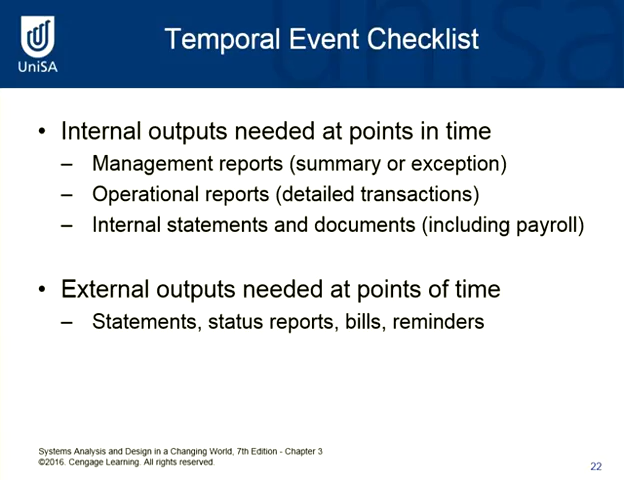 Temporal Event Checklist
UniSA
• Internal outputs needed at points in time
– Management reports (summary or exception)
– Operational reports (detailed transactions)
– Internal statements and documents (including payroll)
• External outputs needed at points of time
– Statements, status reports, bills, reminders
Systems Analysis and Design in a Changing World, 7th Edition - Chapter 3
©2016. Cengage Learning. All rights reserved.
22